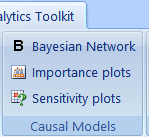 alytics Toolkit
B Bayesian Network
Importance plots
Sensitivity plots
Causal Models